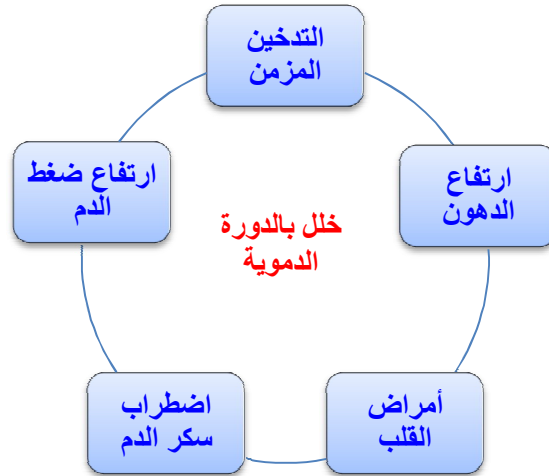 التدخين
المزمن
ارتفاع
الدهون
أمراض
القلب
اضطراب
سكر الدم
ارتفاع ضغط
الدم
خلل بالدورة
الدموية